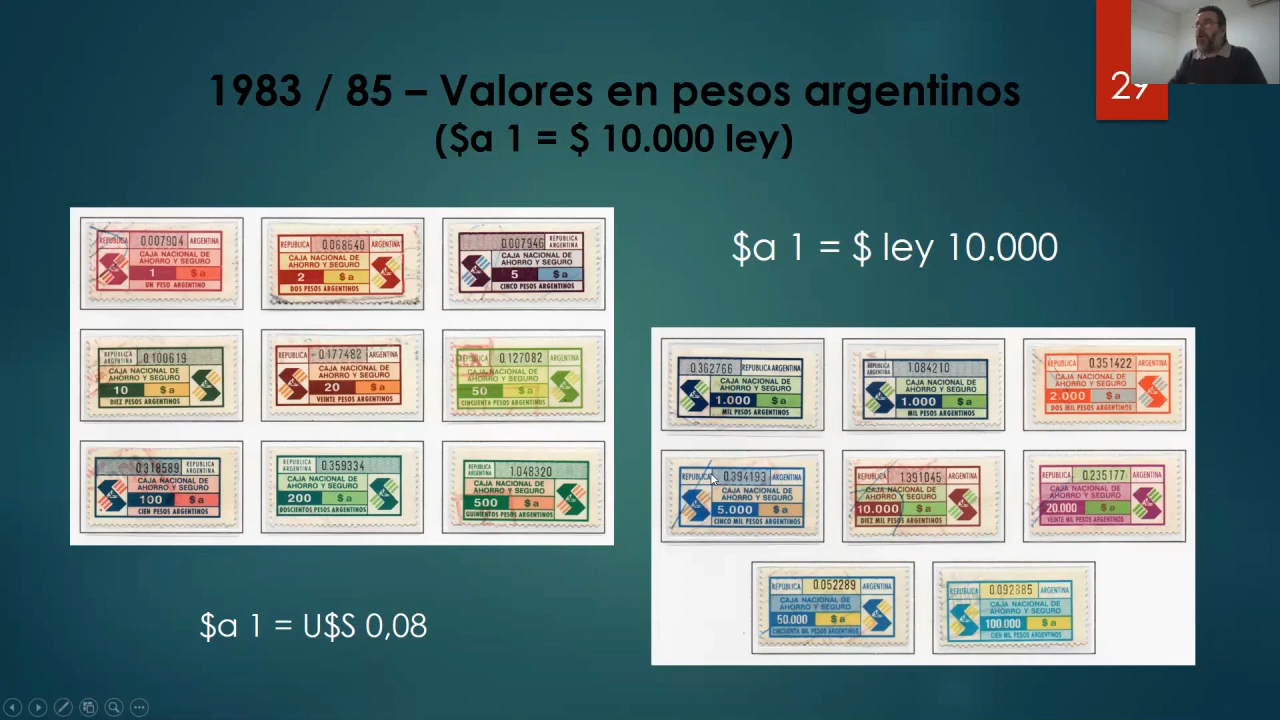 29
1983 / 85 – Valores en pesos argentinos
($a 1 = $ 10.000 ley)
$a 1 = $ ley 10.000
REPUBLICA 0.007904 ARGENTINA
CAJA NACIONAL DE
AHORRO Y SEGURO
1 $a
UN PESO ARGENTINO
REPUBLICA 0.068640 ARGENTINA
CAJA NACIONAL DE
AHORRO Y SEGURO
2 $a
DOS PESOS ARGENTINOS
0.007946 REPUBLICA ARGENTINA
CAJA NACIONAL DE
AHORRO Y SEGURO
5 $a
CINCO PESOS ARGENTINOS
REPUBLICA ARGENTINA 0.100619
CAJA NACIONAL DE
AHORRO Y SEGURO
10 $a
DIEZ PESOS ARGENTINOS
REPUBLICA 0.177482 ARGENTINA
CAJA NACIONAL DE
AHORRO Y SEGURO
20 $a
VEINTE PESOS ARGENTINOS
REPUBLICA 0.127082 ARGENTINA
CAJA NACIONAL DE
AHORRO Y SEGURO
50 $a
CINCUENTA PESOS ARGENTINOS
0.318589 REPUBLICA ARGENTINA
CAJA NACIONAL DE
AHORRO Y SEGURO
100 $a
CIEN PESOS ARGENTINOS
REPUBLICA ARGENTINA 0.359334
CAJA NACIONAL DE
AHORRO Y SEGURO
200 $a
DOSCIENTOS PESOS ARGENTINOS
REPUBLICA ARGENTINA 1.048320
CAJA NACIONAL DE
AHORRO Y SEGURO
500 $a
QUINIENTOS PESOS ARGENTINOS
0.362766 REPUBLICA ARGENTINA
CAJA NACIONAL DE
AHORRO Y SEGURO
1.000 $a
MIL PESOS ARGENTINOS
REPUBLICA ARGENTINA 1.084210
CAJA NACIONAL DE
AHORRO Y SEGURO
1.000 $a
MIL PESOS ARGENTINOS
REPUBLICA 0.351422 ARGENTINA
CAJA NACIONAL DE
AHORRO Y SEGURO
2.000 $a
DOS MIL PESOS ARGENTINOS
REPUBLICA 0.394193 ARGENTINA
CAJA NACIONAL DE
AHORRO Y SEGURO
5.000 $a
CINCO MIL PESOS ARGENTINOS
REPUBLICA 1.391045 ARGENTINA
CAJA NACIONAL DE
AHORRO Y SEGURO
10.000 $a
DIEZ MIL PESOS ARGENTINOS
REPUBLICA 0.235177 ARGENTINA
CAJA NACIONAL DE
AHORRO Y SEGURO
20.000 $a
VEINTE MIL PESOS ARGENTINOS
REPUBLICA 0.052289 ARGENTINA
CAJA NACIONAL DE
AHORRO Y SEGURO
50.000 $a
CINCUENTA MIL PESOS ARGENTINOS
REPUBLICA ARGENTINA
CAJA NACIONAL DE
AHORRO Y SEGURO
100.000 $a
CIEN MIL PESOS ARGENTINOS
$a 1 = U$S 0,08